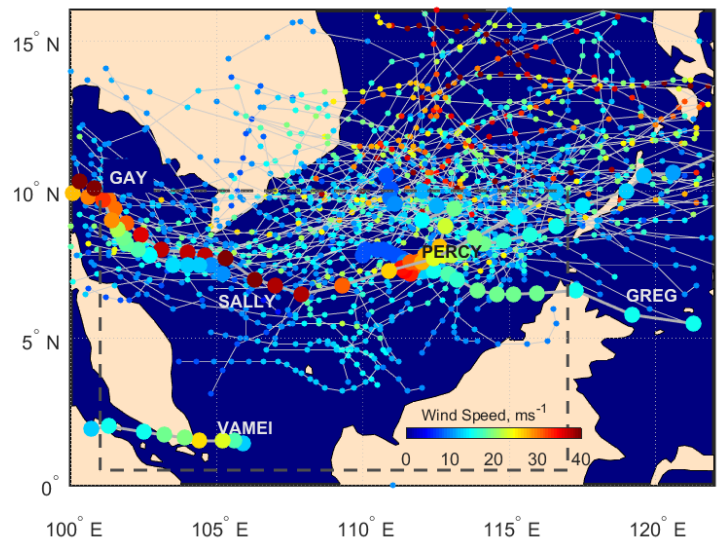 15° N
GAY
10° N
PERCY
SALLY
GREG
5° N
VAMEI
Wind Speed, ms-1
0 10 20 30 40
0°
100° E 105° E 110° E 115° E 120° E